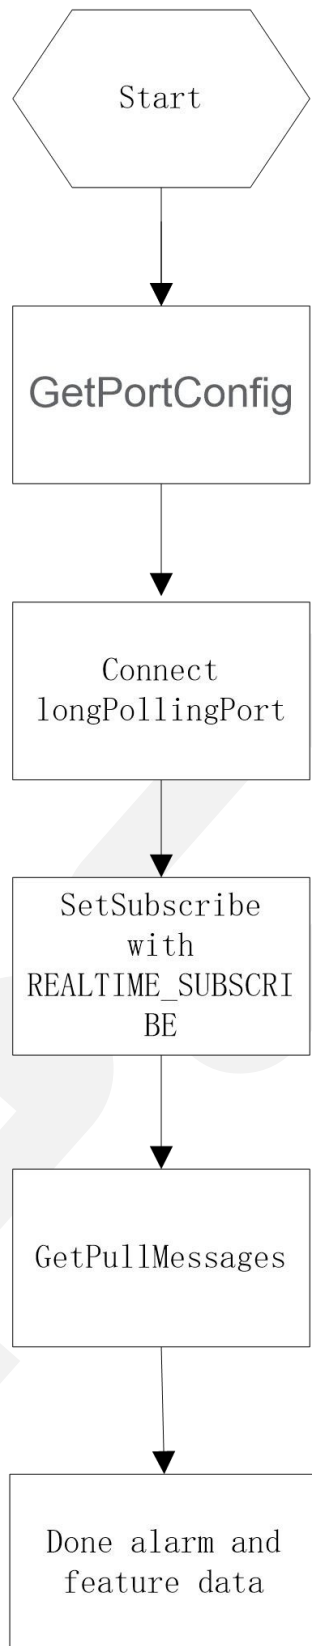 Start
GetPortConfig
Connect
longPollingPort
SetSubscribe
with
REALTIME_SUBSCRI
BE
GetPullMessages
Done alarm and
feature data